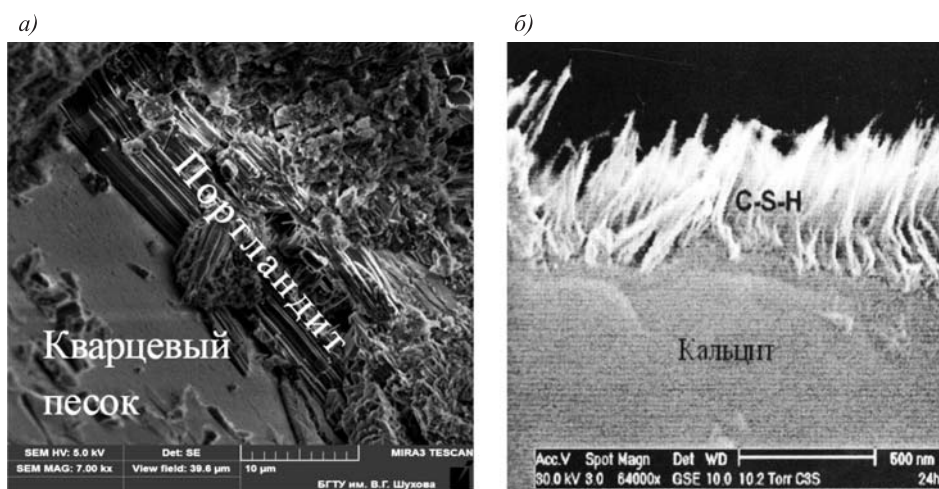 а)
б)
Портландит
Кварцевый
песок
SEM HV: 5.0 kV
Det: SE
MIRA3 TESCAN
SEM MAG: 7.00 kx
View field: 39.6 µm
10 µm
БГТУ им. В.Г. Шухова
C-S-H
Кальцит
Acc.V Spot Magn Det WD 500 nm
30.0 kV 3.0 64000x GSE 10.0 10.2 Torr C3S 24h